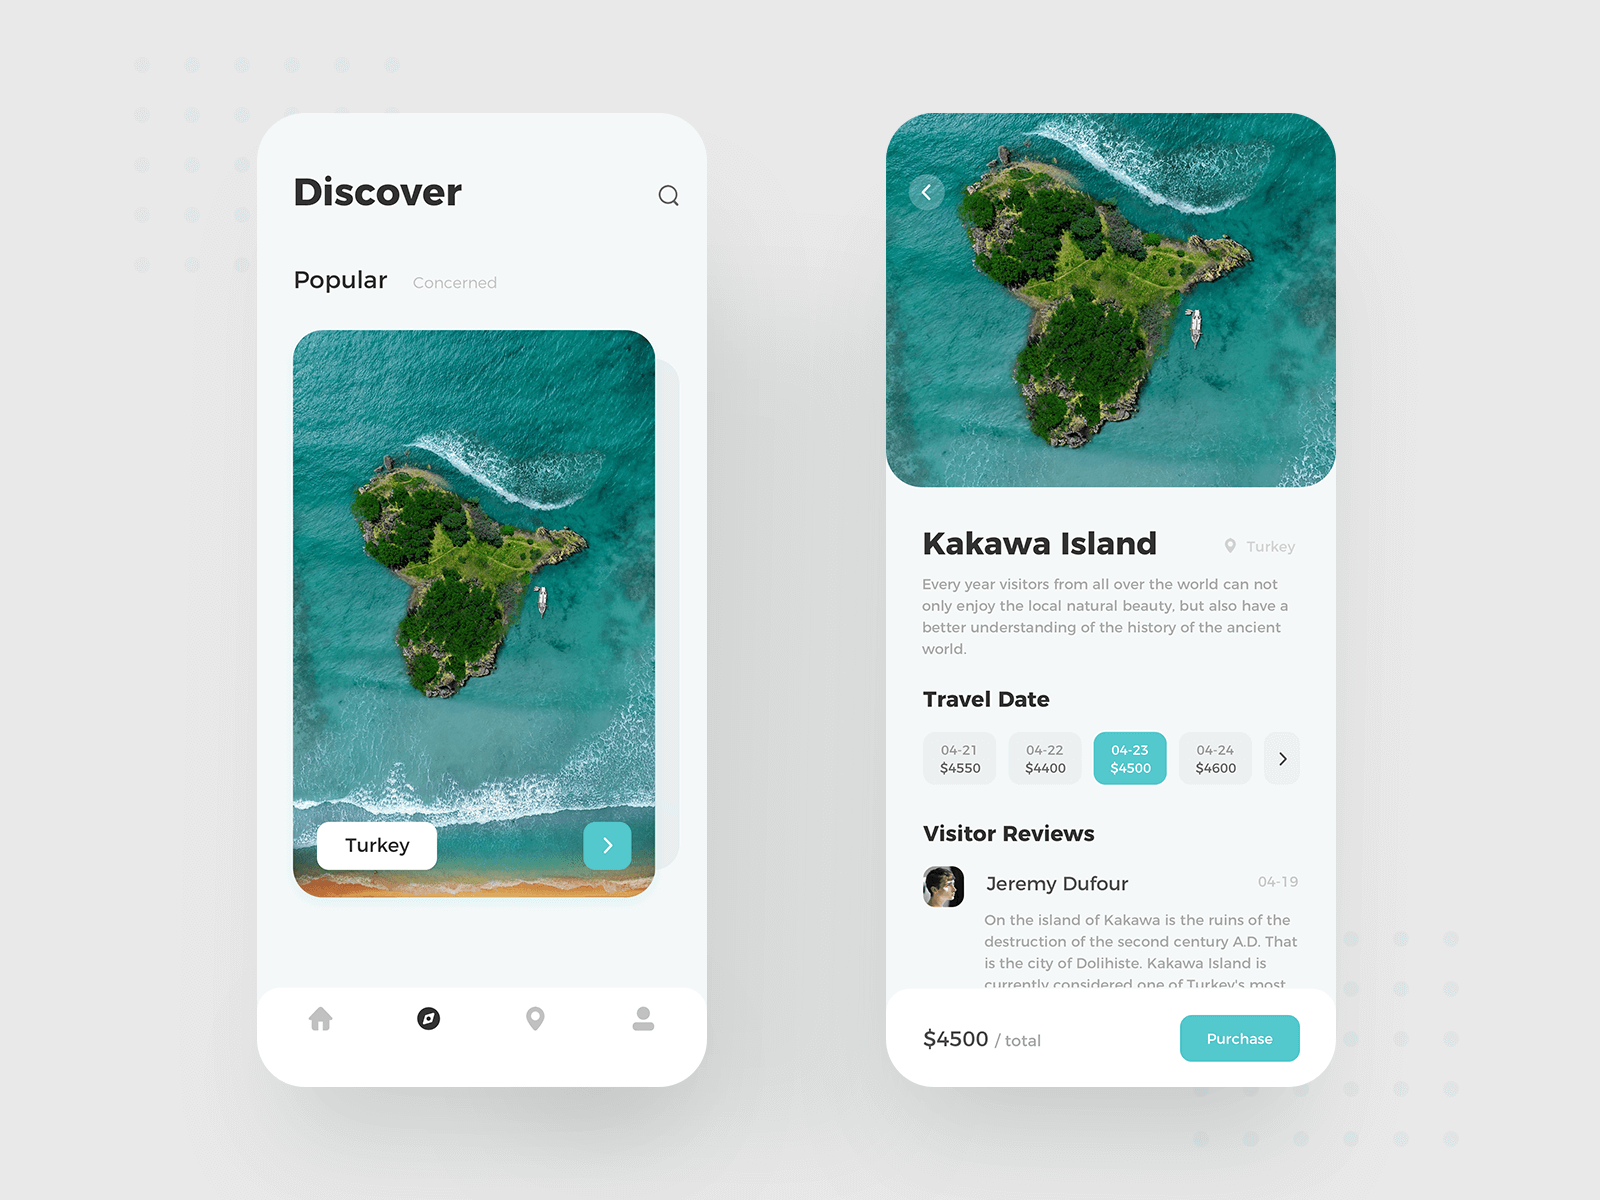 Discover
Popular Concerned
Turkey
Kakawa Island
Turkey
Every year visitors from all over the world can not
only enjoy the local natural beauty, but also have a
better understanding of the history of the ancient
world.
Travel Date
04-21 04-22 04-23 04-24
$4550 $4400 $4500 $4600
Visitor Reviews
Jeremy Dufour 04-19
On the island of Kakawa is the ruins of the
destruction of the second century A.D. That
is the city of Dolihiste. Kakawa Island is
currently considered one of Turkey's most
$4500 / total
Purchase